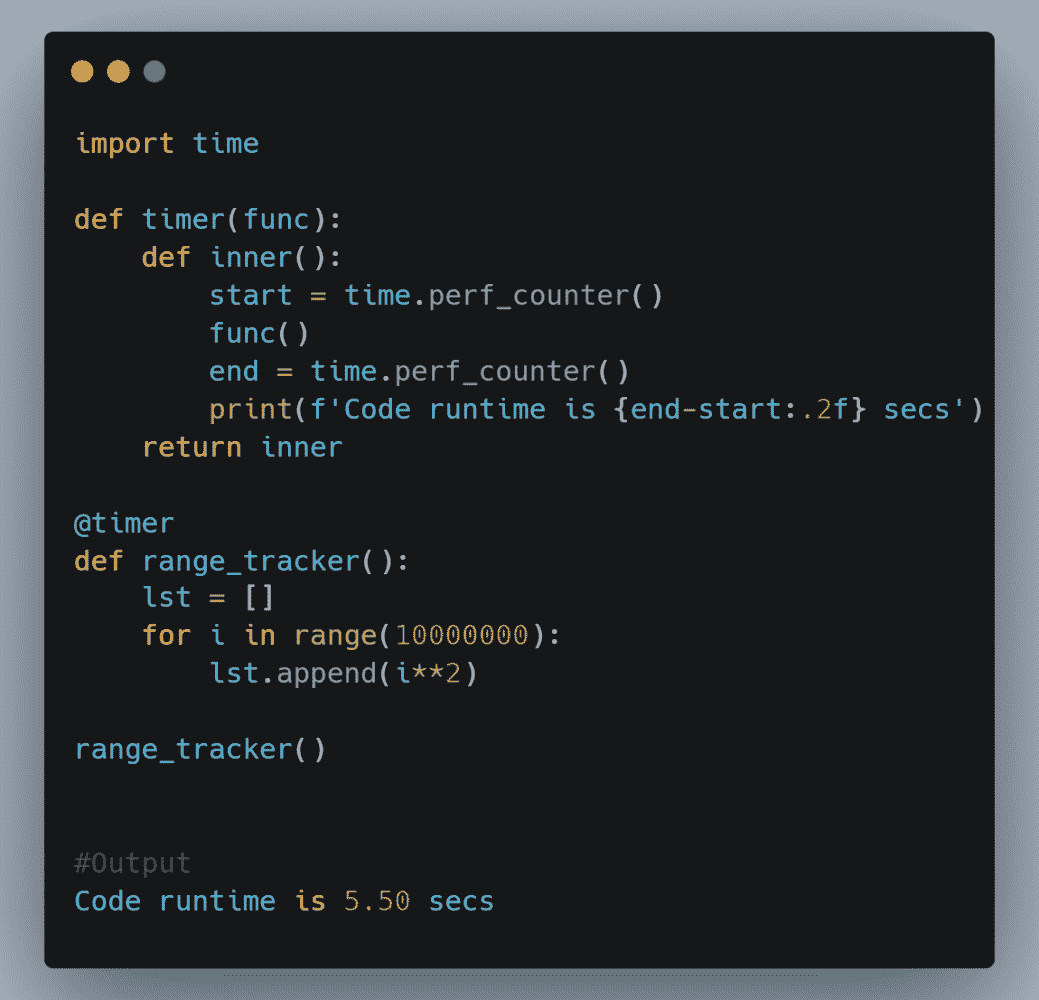 import time
def timer(func):
    def inner():
        start = time.perf_counter()
        func()
        end = time.perf_counter()
        print(f'Code runtime is {end-start:.2f} secs')
    return inner
@timer
def range_tracker():
    lst = []
    for i in range(10000000):
        lst.append(i**2)
range_tracker()
#Output
Code runtime is 5.50 secs